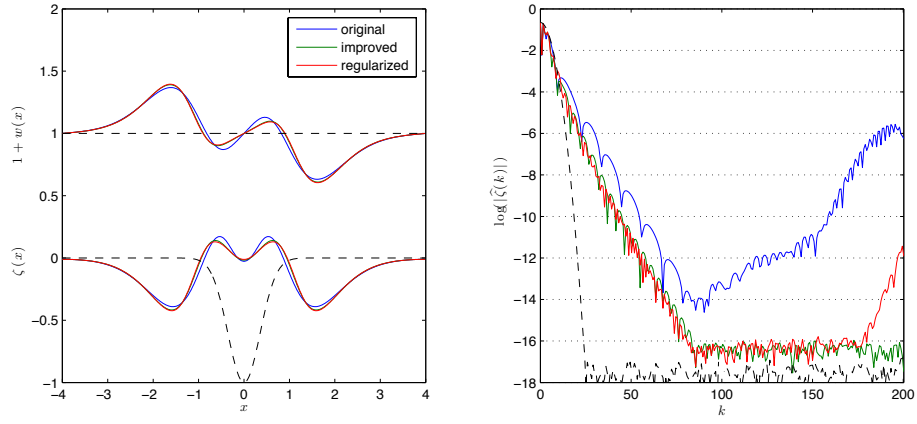 2
1.5
1
0.5
0
−0.5
−1
1 + w(x)
ζ(x)
original
improved
regularized
−4 −3 −2 −1 0 1 2 3 4
x
0
−2
−4
−6
−8
−10
−12
−14
−16
−18
log(|ζ̂(k)|)
0 50 100 150 200
k